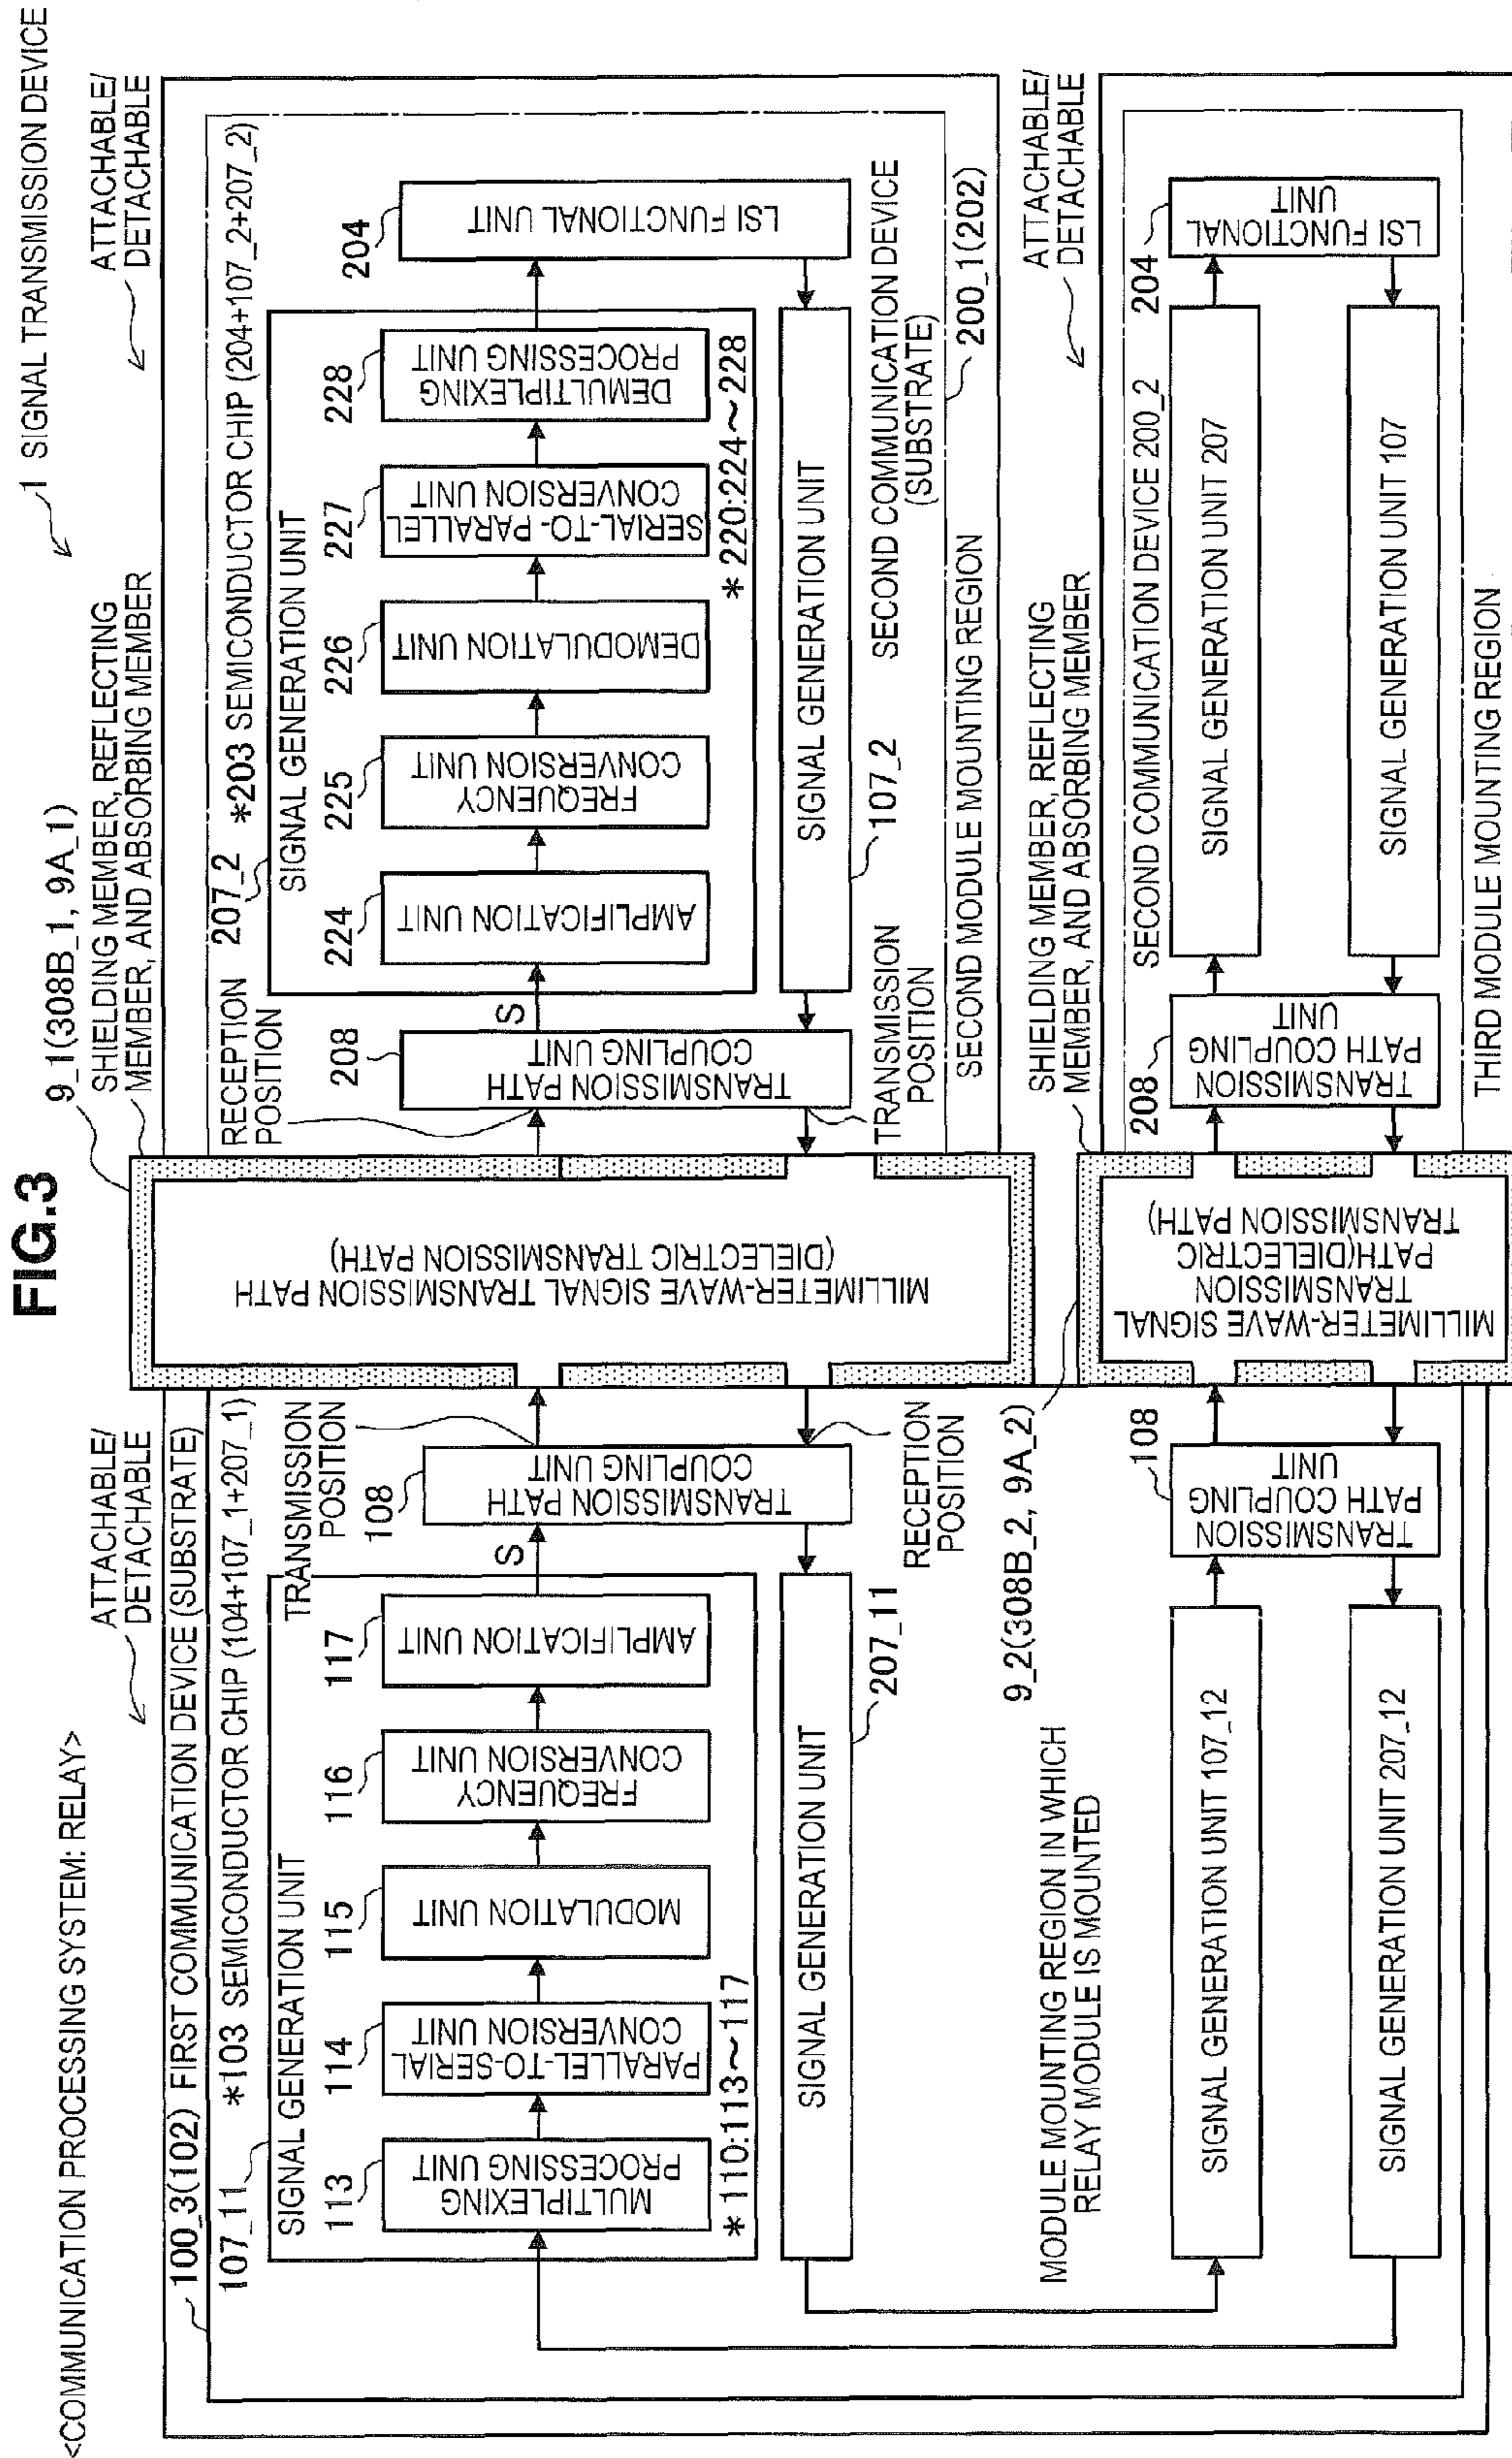 FIG.3
<COMMUNICATION PROCESSING SYSTEM: RELAY>
1 SIGNAL TRANSMISSION DEVICE
ATTACHABLE/
DETACHABLE
100_3(102) FIRST COMMUNICATION DEVICE (SUBSTRATE)
107_11
*103 SEMICONDUCTOR CHIP (104+107_1+207_1)
SIGNAL GENERATION UNIT
113
MULTIPLEXING
PROCESSING UNIT
114
PARALLEL-TO-SERIAL
CONVERSION UNIT
115
MODULATION UNIT
116
FREQUENCY
CONVERSION UNIT
117
AMPLIFICATION UNIT
*110:113~117
S
TRANSMISSION
POSITION
108
TRANSMISSION PATH
COUPLING UNIT
RECEPTION
POSITION
SIGNAL GENERATION UNIT
207_11
9_1(308B_1, 9A_1)
SHIELDING MEMBER, REFLECTING
MEMBER, AND ABSORBING MEMBER
MILLIMETER-WAVE SIGNAL TRANSMISSION PATH
(DIELECTRIC TRANSMISSION PATH)
ATTACHABLE/
DETACHABLE
RECEPTION
POSITION
207_2
*203 SEMICONDUCTOR CHIP (204+107_2+207_2)
SIGNAL GENERATION UNIT
208
TRANSMISSION PATH
COUPLING UNIT
S
224
AMPLIFICATION UNIT
225
FREQUENCY
CONVERSION UNIT
226
DEMODULATION UNIT
227
SERIAL-TO-PARALLEL
CONVERSION UNIT
228
DEMULTIPLEXING
PROCESSING UNIT
*220:224~228
204
LSI FUNCTIONAL UNIT
SIGNAL GENERATION UNIT
107_2
TRANSMISSION
POSITION
SECOND COMMUNICATION DEVICE
(SUBSTRATE)
200_1(202)
SECOND MODULE MOUNTING REGION
MODULE MOUNTING REGION IN WHICH
RELAY MODULE IS MOUNTED
SIGNAL GENERATION UNIT 107_12
SIGNAL GENERATION UNIT 207_12
108
TRANSMISSION
PATH COUPLING
UNIT
9_2(308B_2, 9A_2)
MILLIMETER-WAVE SIGNAL
TRANSMISSION
PATH(DIELECTRIC
TRANSMISSION PATH)
SHIELDING MEMBER, REFLECTING
MEMBER, AND ABSORBING MEMBER
ATTACHABLE/
DETACHABLE
208
TRANSMISSION
PATH COUPLING
UNIT
SECOND COMMUNICATION DEVICE 200_2
SIGNAL GENERATION UNIT 207
SIGNAL GENERATION UNIT 107
204
LSI FUNCTIONAL
UNIT
THIRD MODULE MOUNTING REGION